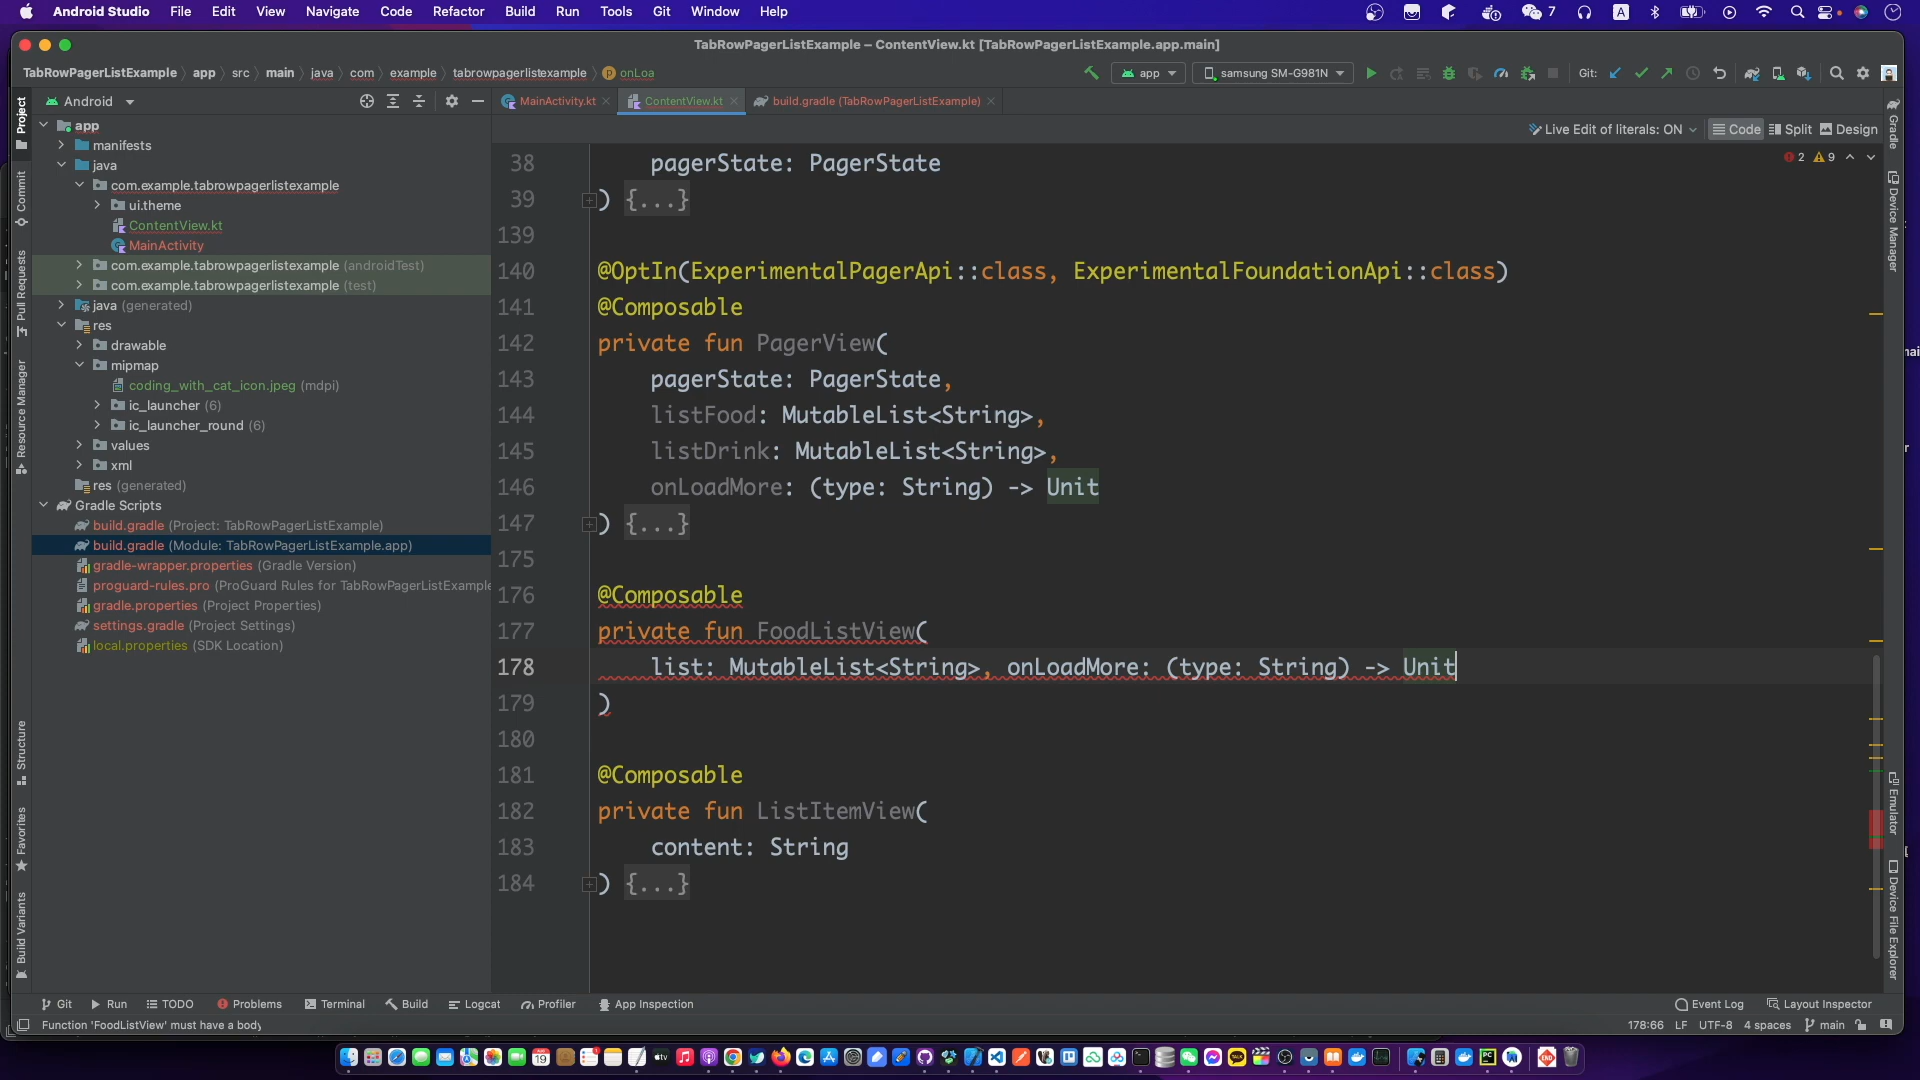 Android Studio File Edit View Navigate Code Refactor Build Run Tools Git Window Help 7 A
TabRowPagerListExample – ContentView.kt [TabRowPagerListExample.app.main]
TabRowPagerListExample app src main java com example tabrowpagerlistexample onLoa app samsung SM-G981N Git:
Android MainActivity.kt ContentView.kt build.gradle (TabRowPagerListExample)
Live Edit of literals: ON Code Split Design
2 9
Project
Commit
Pull Requests
Resource Manager
Structure
Favorites
Build Variants
app
manifests
java
com.example.tabrowpagerlistexample
ui.theme
ContentView.kt
MainActivity
com.example.tabrowpagerlistexample (androidTest)
com.example.tabrowpagerlistexample (test)
java (generated)
res
drawable
mipmap
coding_with_cat_icon.jpeg (mdpi)
ic_launcher (6)
ic_launcher_round (6)
values
xml
res (generated)
Gradle Scripts
build.gradle (Project: TabRowPagerListExample)
build.gradle (Module: TabRowPagerListExample.app)
gradle-wrapper.properties (Gradle Version)
proguard-rules.pro (ProGuard Rules for TabRowPagerListExample
gradle.properties (Project Properties)
settings.gradle (Project Settings)
local.properties (SDK Location)
38 pagerState: PagerState
39 ) {...}
139
140 @OptIn(ExperimentalPagerApi::class, ExperimentalFoundationApi::class)
141 @Composable
142 private fun PagerView(
143 pagerState: PagerState,
144 listFood: MutableList<String>,
145 listDrink: MutableList<String>,
146 onLoadMore: (type: String) -> Unit
147 ) {...}
175
176 @Composable
177 private fun FoodListView(
178 list: MutableList<String>, onLoadMore: (type: String) -> Unit
179 )
180
181 @Composable
182 private fun ListItemView(
183 content: String
184 ) {...}
Gradle
Device Manager
Emulator
Device File Explorer
Git Run TODO Problems Terminal Build Logcat Profiler App Inspection Event Log Layout Inspector
Function 'FoodListView' must have a body 178:66 LF UTF-8 4 spaces main